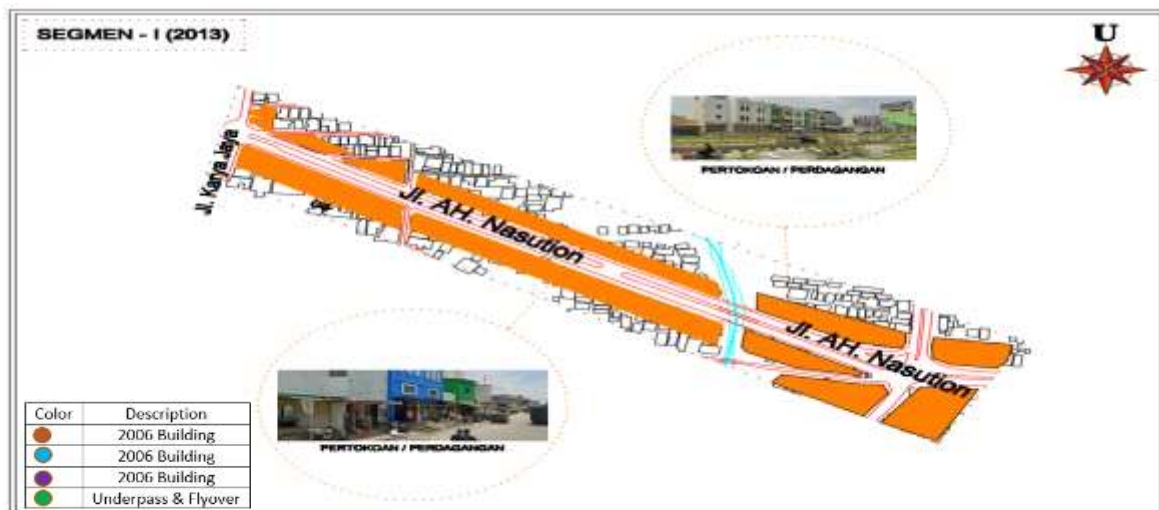 SEGMEN - I (2013)
U
Jl. Karya Jaya
Jl. AH. Nasution
PERTOKOAN / PERDAGANGAN
Jl. AH. Nasution
PERTOKOAN / PERDAGANGAN
Color Description
2006 Building
2006 Building
2006 Building
Underpass & Flyover